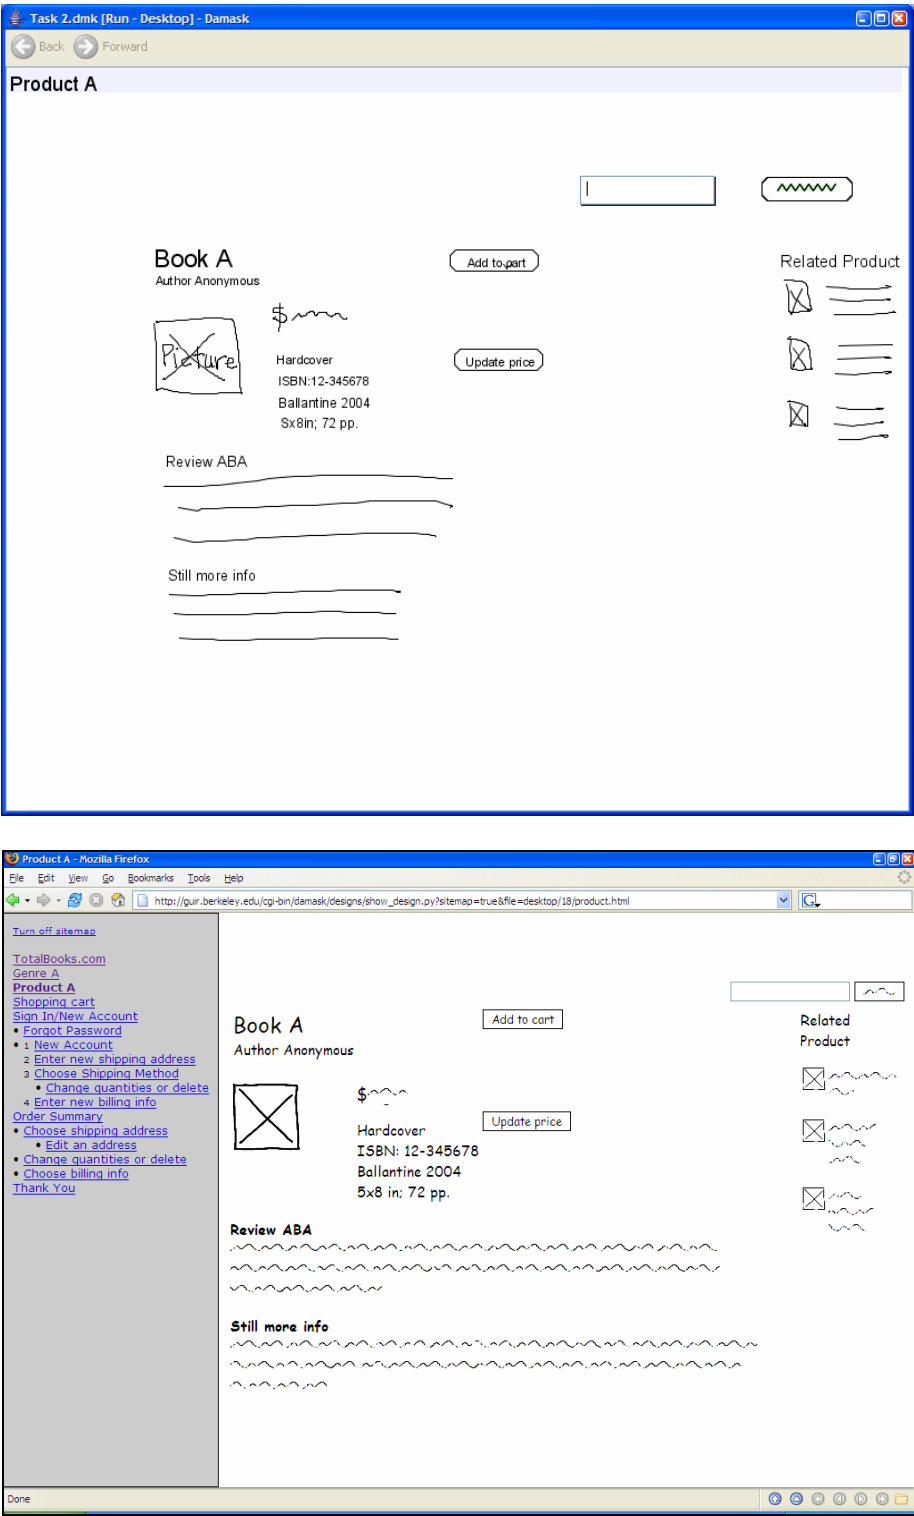 Task 2.dmk [Run - Desktop] - Damask
Back Forward
Product A
Book A
Author Anonymous
Add to part
Related Product
$
Picture
Hardcover
ISBN:12-345678
Ballantine 2004
Sx8in; 72 pp.
Update price
Review ABA
Still more info
Product A - Mozilla Firefox
File Edit View Go Bookmarks Tools Help
http://guir.berkeley.edu/cgi-bin/damask/designs/show_design.py?sitemap=true&file=desktop/18/product.html
G
Turn off sitemap
TotalBooks.com
Genre A
Product A
Shopping cart
Sign In/New Account
• Forgot Password
• 1 New Account
2 Enter new shipping address
3 Choose Shipping Method
• Change quantities or delete
4 Enter new billing info
Order Summary
• Choose shipping address
• Edit an address
• Change quantities or delete
• Choose billing info
Thank You
Book A
Author Anonymous
Add to cart
Related
Product
$
Hardcover
ISBN: 12-345678
Ballantine 2004
5x8 in; 72 pp.
Update price
Review ABA
Still more info
Done